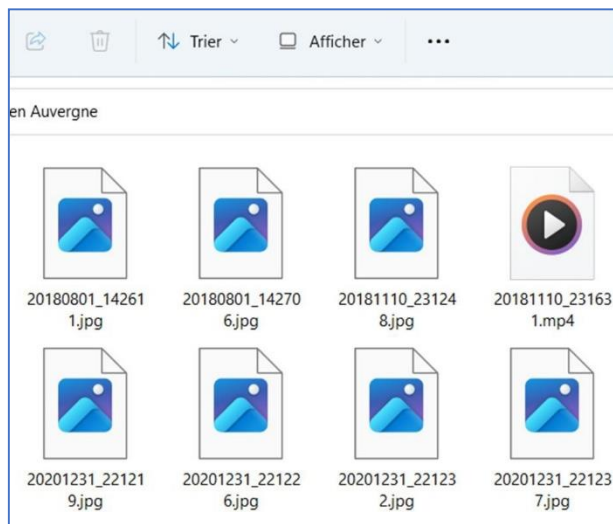 Trier
Afficher
en Auvergne
20180801_14261
1.jpg
20180801_14270
6.jpg
20181110_23124
8.jpg
20181110_23163
1.mp4
20201231_22121
9.jpg
20201231_22122
6.jpg
20201231_22123
2.jpg
20201231_22123
7.jpg